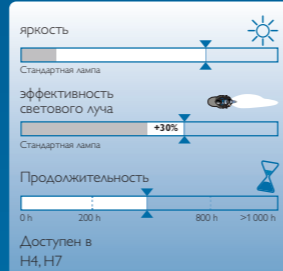 яркость
Стандартная лампа
эффективность
светового луча
+30%
Стандартная лампа
Продолжительность
0 h 200 h 800 h >1 000 h
Доступен в
H4, H7